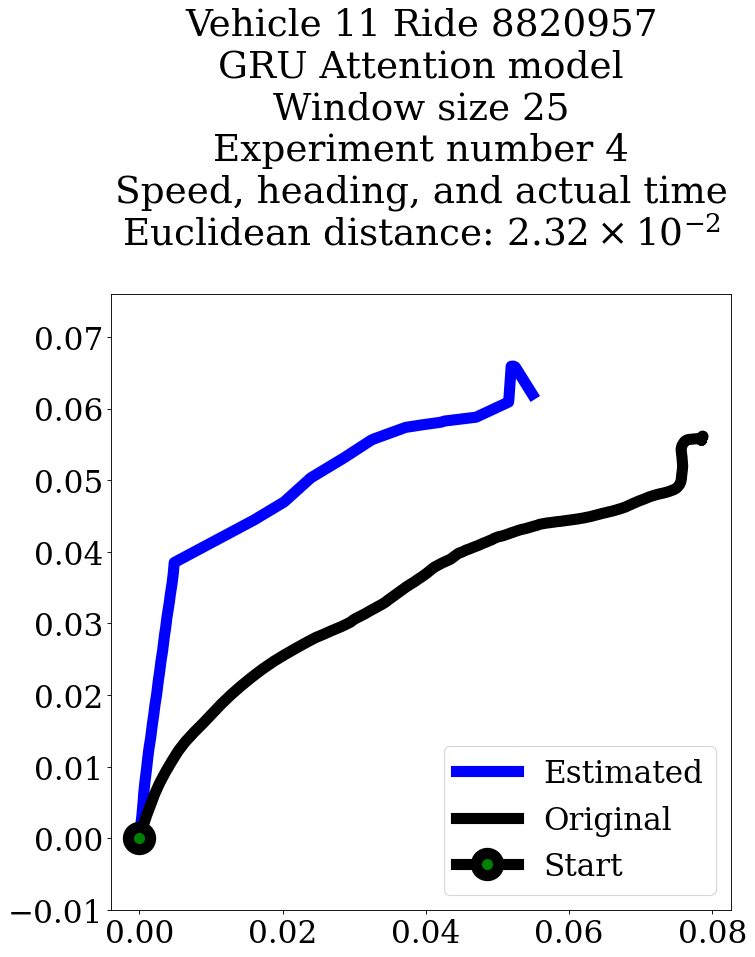 Vehicle 11 Ride 8820957
GRU Attention model
Window size 25
Experiment number 4
Speed, heading, and actual time
Euclidean distance: 2.32 × 10⁻²
0.07
0.06
0.05
0.04
0.03
0.02
0.01
0.00
−0.01
Estimated
Original
Start
0.00 0.02 0.04 0.06 0.08